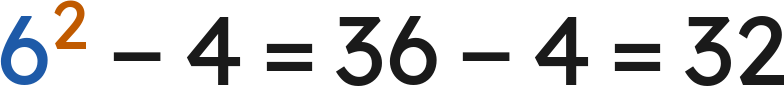 6² − 4 = 36 − 4 = 32